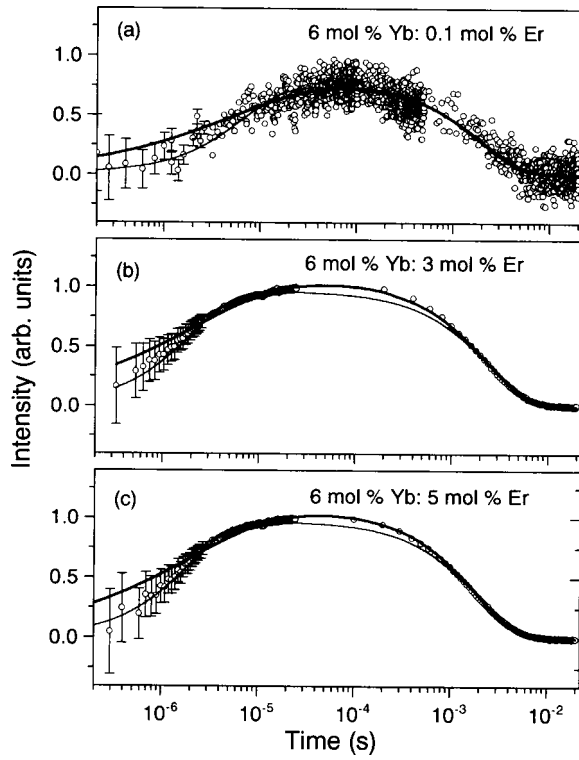 (a)
6 mol % Yb: 0.1 mol % Er
1.0
0.5
0.0
(b)
6 mol % Yb: 3 mol % Er
1.0
0.5
0.0
(c)
6 mol % Yb: 5 mol % Er
1.0
0.5
0.0
Intensity (arb. units)
10⁻⁶ 10⁻⁵ 10⁻⁴ 10⁻³ 10⁻²
Time (s)